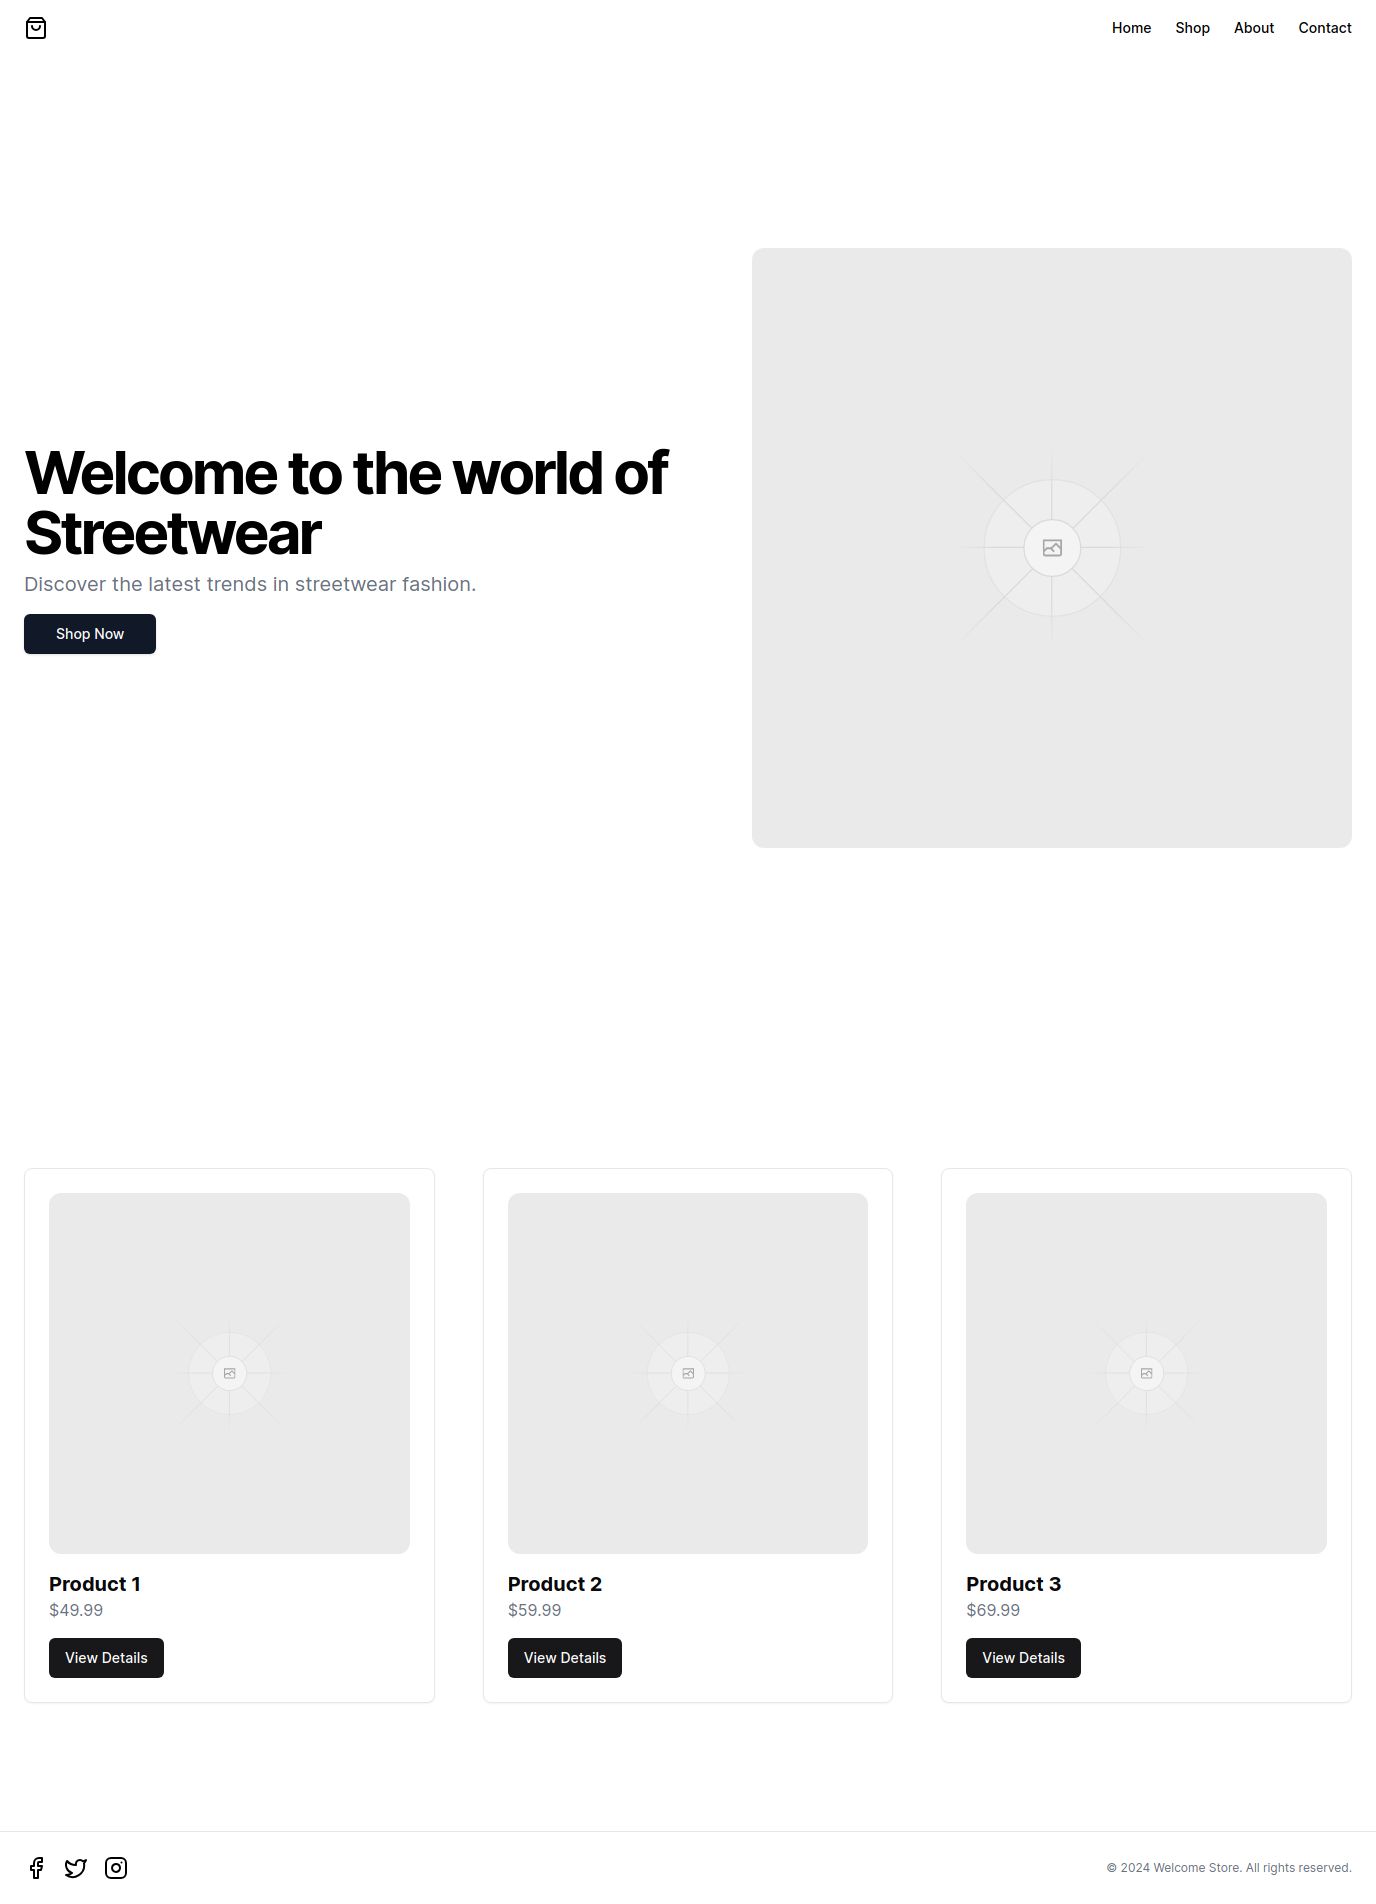 Home Shop About Contact
Welcome to the world of
Streetwear
Discover the latest trends in streetwear fashion.
Shop Now
Product 1
$49.99
View Details
Product 2
$59.99
View Details
Product 3
$69.99
View Details
© 2024 Welcome Store. All rights reserved.